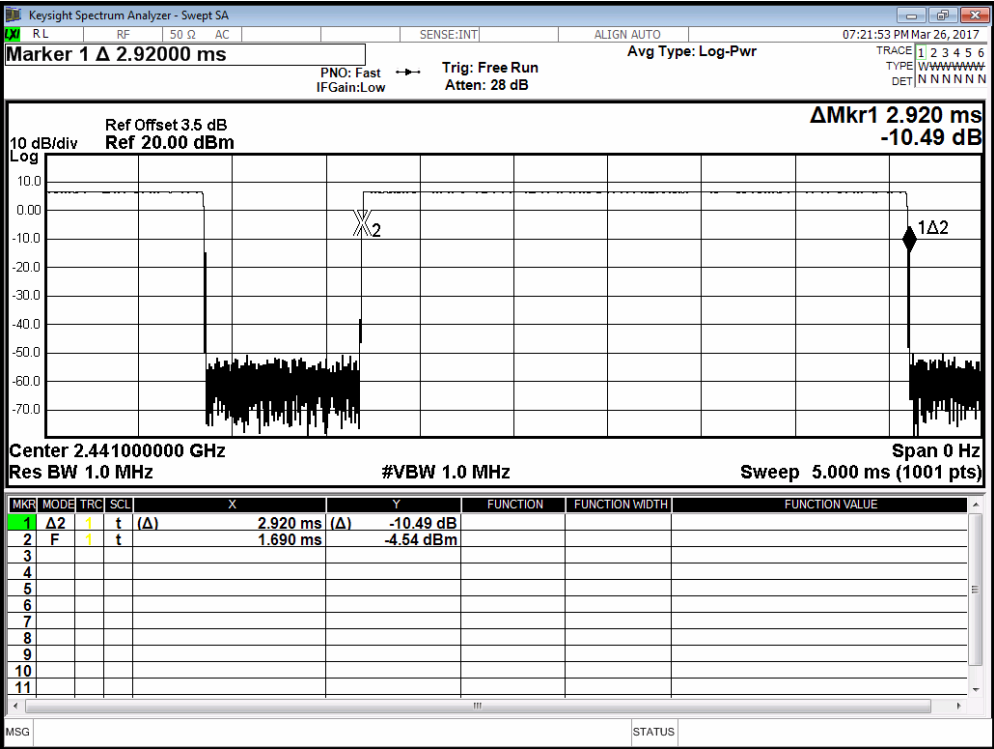 Keysight Spectrum Analyzer - Swept SA
LXI RL RF 50 Ω AC SENSE:INT ALIGN AUTO 07:21:53 PM Mar 26, 2017
Marker 1 Δ 2.92000 ms Avg Type: Log-Pwr TRACE 1 2 3 4 5 6
PNO: Fast Trig: Free Run TYPE WWWWWW
IFGain:Low Atten: 28 dB DET N N N N N N
ΔMkr1 2.920 ms
-10.49 dB
Ref Offset 3.5 dB
10 dB/div Ref 20.00 dBm
Log
10.0
0.00
2
1Δ2
-10.0
-20.0
-30.0
-40.0
-50.0
-60.0
-70.0
Center 2.441000000 GHz Span 0 Hz
Res BW 1.0 MHz #VBW 1.0 MHz Sweep 5.000 ms (1001 pts)
MKR MODE TRC SCL X Y FUNCTION FUNCTION WIDTH FUNCTION VALUE
1 Δ2 1 t (Δ) 2.920 ms (Δ) -10.49 dB
2 F 1 t 1.690 ms -4.54 dBm
3
4
5
6
7
8
9
10
11
MSG STATUS